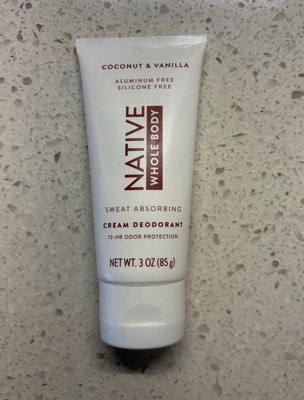 COCONUT & VANILLA
ALUMINUM FREE
SILICONE FREE
NATIVE
WHOLE BODY
SWEAT ABSORBING
CREAM DEODORANT
72-HR ODOR PROTECTION
NET WT. 3 OZ (85 g)